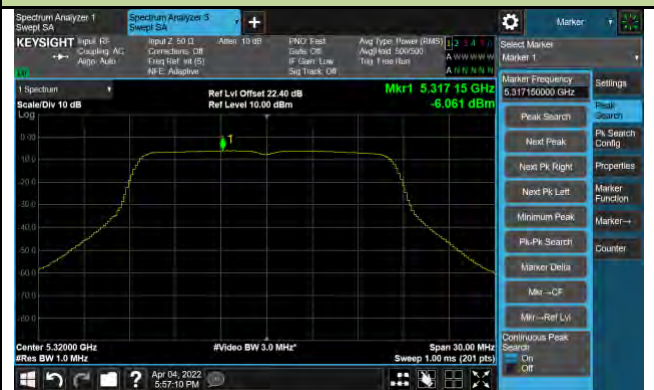 Spectrum Analyzer 1
Swept SA
Spectrum Analyzer 5
Swept SA
Marker
KEYSIGHT
Input: RF
Coupling: AC
Align: Auto
Input Z: 50 Ω
Corrections: Off
Freq Ref: Int (S)
NFE: Adaptive
Atten: 10 dB
PNO: Fast
Gate: Off
IF Gain: Low
Sig Track: Off
Avg Type: Power (RMS)
Avg|Hold: 500/500
Trig: Free Run
1 2 3 4 5 6
A W W W W W
A N N N N N
Select Marker
Marker 1
1 Spectrum
Scale/Div 10 dB
Log
Ref Lvl Offset 22.40 dB
Ref Level 10.00 dBm
Mkr1 5.317 15 GHz
-6.061 dBm
1
0.00
-10.0
-20.0
-30.0
-40.0
-50.0
-60.0
-70.0
-80.0
Center 5.32000 GHz
#Res BW 1.0 MHz
#Video BW 3.0 MHz*
Span 30.00 MHz
Sweep 1.00 ms (201 pts)
Marker Frequency
5.317150000 GHz
Peak Search
Next Peak
Next Pk Right
Next Pk Left
Minimum Peak
Pk-Pk Search
Marker Delta
Mkr→CF
Mkr→Ref Lvl
Continuous Peak
Search
On
Off
Settings
Peak
Search
Pk Search
Config
Properties
Marker
Function
Marker→
Counter
Apr 04, 2022
5:57:10 PM